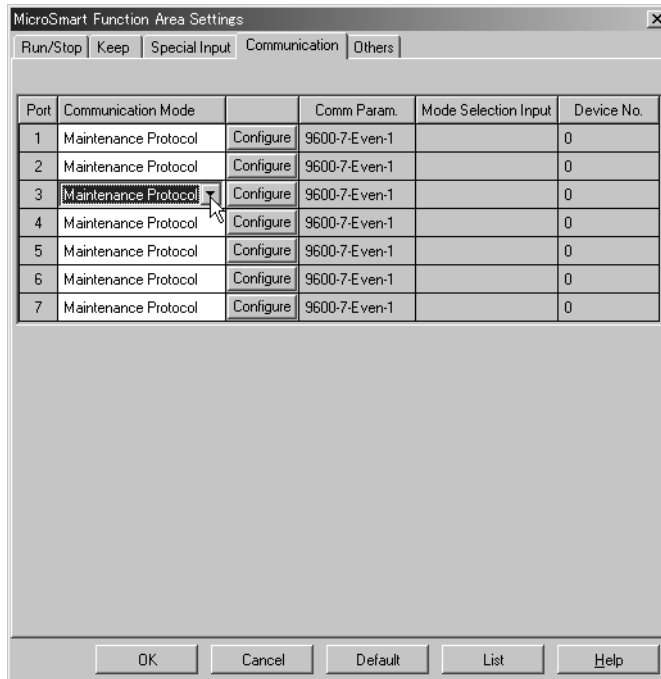 MicroSmart Function Area Settings
Run/Stop Keep Special Input Communication Others
Port Communication Mode Comm Param. Mode Selection Input Device No.
1 Maintenance Protocol Configure 9600-7-Even-1 0
2 Maintenance Protocol Configure 9600-7-Even-1 0
3 Maintenance Protocol Configure 9600-7-Even-1 0
4 Maintenance Protocol Configure 9600-7-Even-1 0
5 Maintenance Protocol Configure 9600-7-Even-1 0
6 Maintenance Protocol Configure 9600-7-Even-1 0
7 Maintenance Protocol Configure 9600-7-Even-1 0
OK Cancel Default List Help